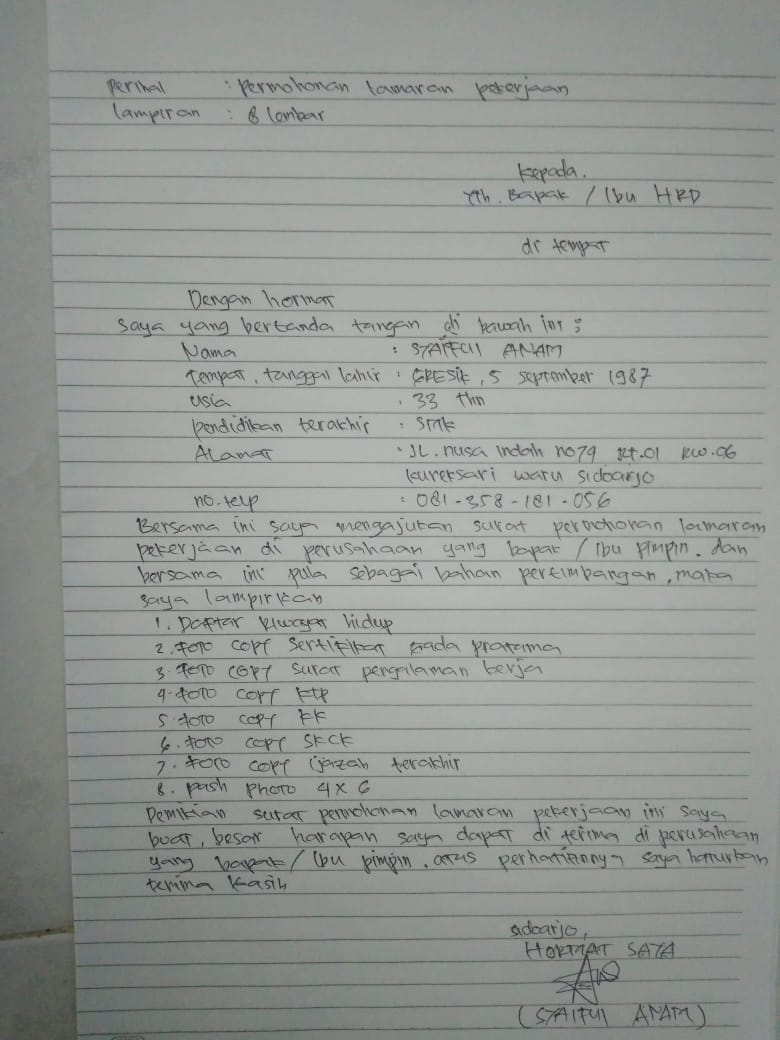 Perihal : Permohonan lamaran pekerjaan
Lampiran : 8 lembar
Kepada.
Yth. Bapak / Ibu HRD
di tempat
Dengan hormat
Saya yang bertanda tangan di bawah ini :
Nama : SYAIFUl ANAM
Tempat, tanggal lahir : GRESIK, 5 September 1987
Usia : 33 thn
Pendidikan terakhir : SMK
Alamat : JL. nusa indah no 79 Rt.01 RW.06
Kureksari waru sidoarjo
no. telp : 081-358-181-056
Bersama ini saya mengajukan surat permohonan lamaran
pekerjaan di perusahaan yang bapak / Ibu pimpin. dan
bersama ini pula sebagai bahan pertimbangan, maka
saya lampirkan
1. Daftar Riwayat hidup
2. Foto copy Sertifikat Gada pratama
3. Foto copy surat pengalaman kerja
4. foto copy KTP
5. foto copy KK
6. foto copy SKCK
7. foto copy ijazah terakhir
8. pash photo 4 x 6
Demikian surat permohonan lamaran pekerjaan ini saya
buat, besar harapan saya dapat di terima di perusahaan
yang bapak / Ibu pimpin. atas perhatiannya saya haturkan
terima kasih
sidoarjo,
HORMAT SAYA
(SYAIFUl ANAM)